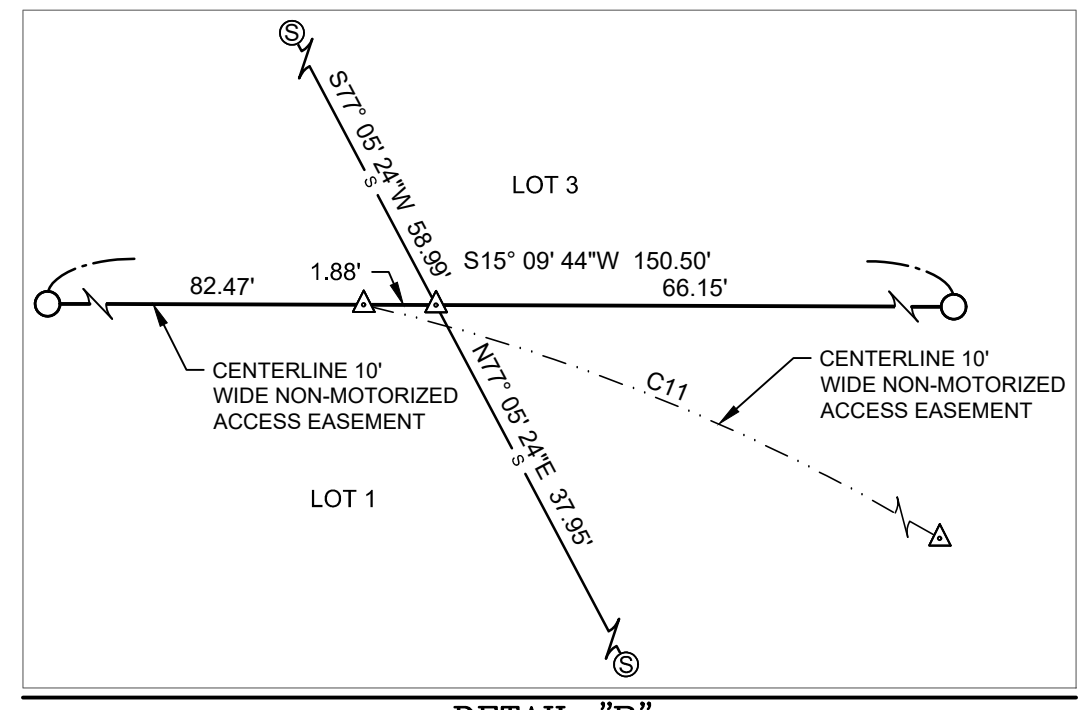 S
S77° 05' 24"W 58.99'
S
LOT 3
S15° 09' 44"W 150.50'
82.47'
1.88'
66.15'
CENTERLINE 10'
WIDE NON-MOTORIZED
ACCESS EASEMENT
N77° 05' 24"E 37.95'
S
C11
CENTERLINE 10'
WIDE NON-MOTORIZED
ACCESS EASEMENT
LOT 1
S